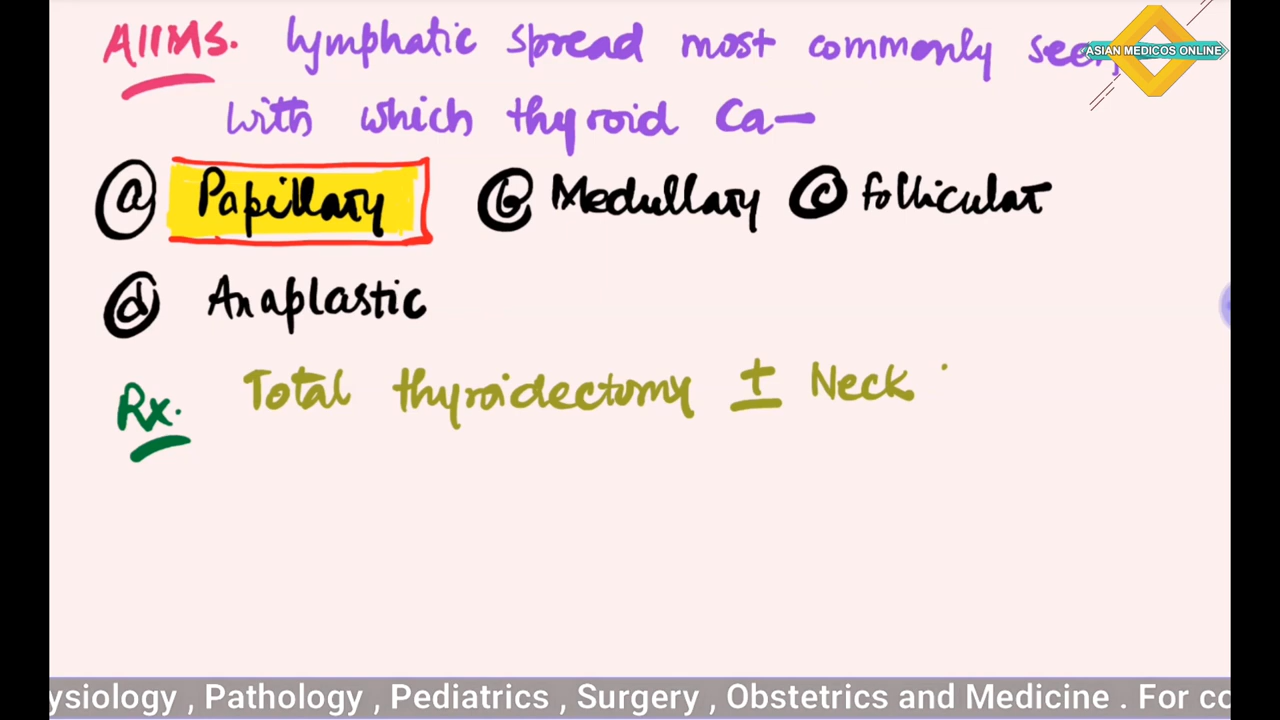 AIIMS. lymphatic spread most commonly seen
ASIAN MEDICOS ONLINE
with which thyroid Ca—
(a) Papillary (b) Medullary (c) follicular
(d) Anaplastic
Rx. Total thyroidectomy ± Neck
ysiology , Pathology , Pediatrics , Surgery , Obstetrics and Medicine . For co